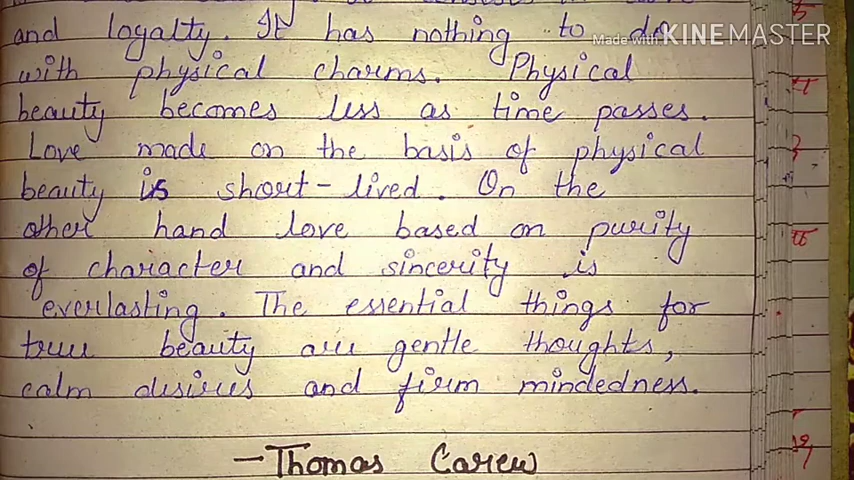 and loyalty. It has nothing to do
Made with KINEMASTER
with physical charms. Physical
beauty becomes less as time passes.
Love made on the basis of physical
beauty is short-lived. On the
other hand love based on purity
of character and sincerity is
everlasting. The essential things for
true beauty are gentle thoughts,
calm desires and firm mindedness.
- Thomas Carew